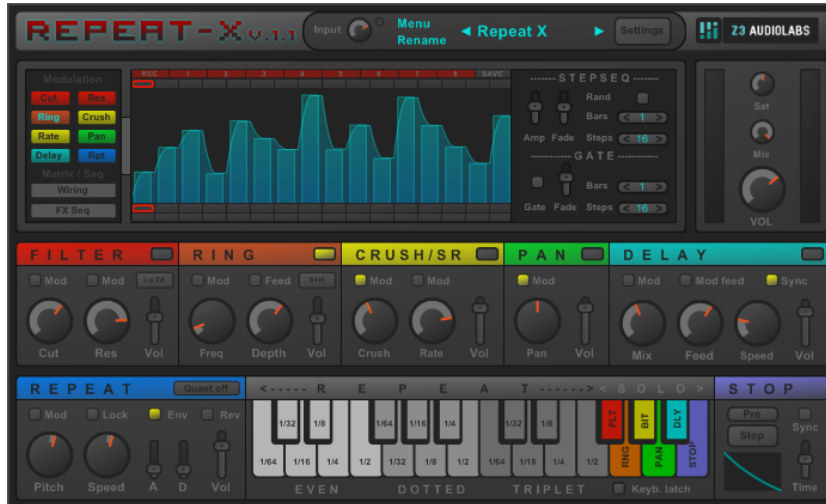 REPEAT-X v.1.1
Input
Menu
Rename
Repeat X
Settings
Z3 AUDIOLABS
Modulation
Cut Res
Ring Crush
Rate Pan
Delay Rpt
Matrix / Seq
Wiring
FX Seq
REC 1 2 3 4 5 6 7 8 SAVE
STEPSEQ
Rand
Bars < 1 >
Amp Fade Steps < 16 >
GATE
Bars < 1 >
Gate Fade Steps < 16 >
Sat
Mix
VOL
FILTER
Mod Mod Lp 24
Cut Res Vol
RING
Mod Feed S+H
Freq Depth Vol
CRUSH/SR
Mod Mod
Crush Rate Vol
PAN
Mod
Pan Vol
DELAY
Mod Mod feed Sync
Mix Feed Speed Vol
REPEAT Quant off
Mod Lock Env Rev
Pitch Speed A D Vol
<----- R E P E A T ------> < S O L O >
1/32 1/8 1/64 1/16 1/4 1/32 1/8 FLT BIT DLY
1/64 1/16 1/4 1/32 1/8 1/2 1/64 1/16 1/4 1/2 RNG PAN STOP
EVEN DOTTED TRIPLET Keyb. latch
STOP
Pre
Stop Sync
Time